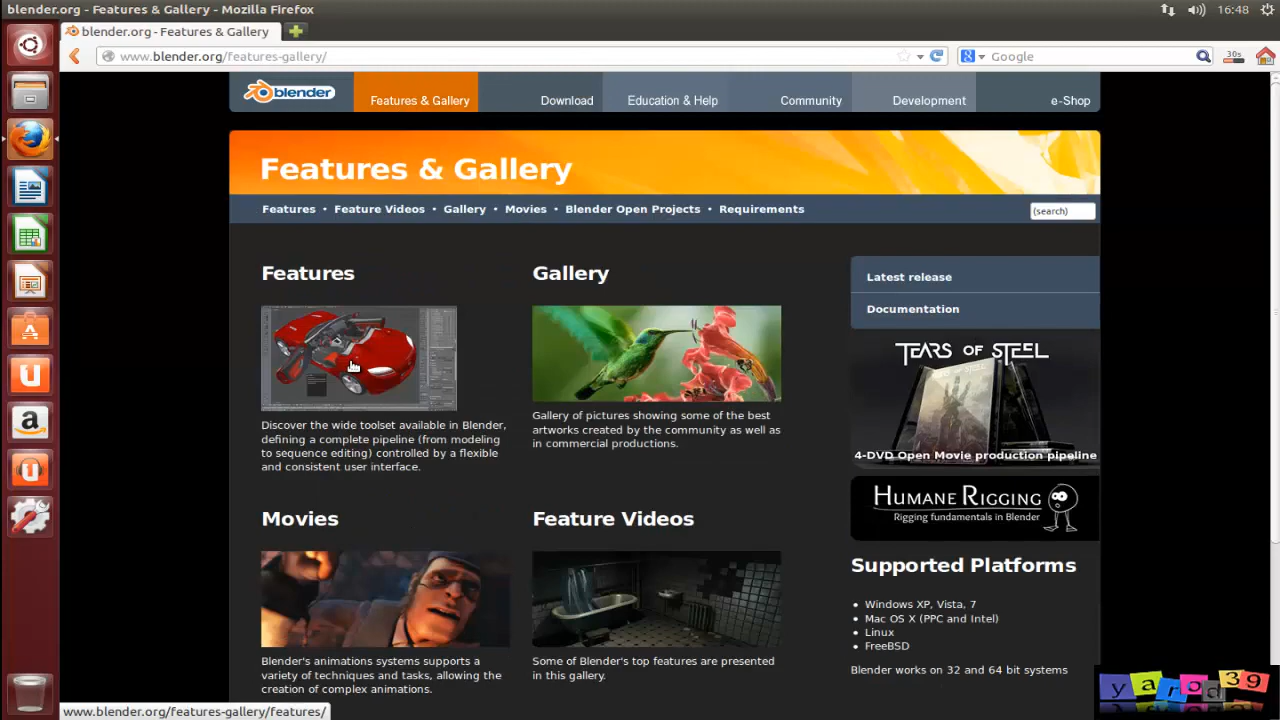 blender.org - Features & Gallery - Mozilla Firefox
16:48
blender.org - Features & Gallery
www.blender.org/features-gallery/
Google
30s
blender
Features & Gallery
Download
Education & Help
Community
Development
e-Shop
Features & Gallery
Features • Feature Videos • Gallery • Movies • Blender Open Projects • Requirements
(search)
Features
Discover the wide toolset available in Blender,
defining a complete pipeline (from modeling
to sequence editing) controlled by a flexible
and consistent user interface.
Gallery
Gallery of pictures showing some of the best
artworks created by the community as well as
in commercial productions.
Latest release
Documentation
TEARS OF STEEL
4-DVD Open Movie production pipeline
HUMANE RIGGING
Rigging fundamentals in Blender
Movies
Blender's animations systems supports a
variety of techniques and tasks, allowing the
creation of complex animations.
Feature Videos
Some of Blender's top features are presented
in this gallery.
Supported Platforms
• Windows XP, Vista, 7
• Mac OS X (PPC and Intel)
• Linux
• FreeBSD
Blender works on 32 and 64 bit systems
www.blender.org/features-gallery/features/
yarod39